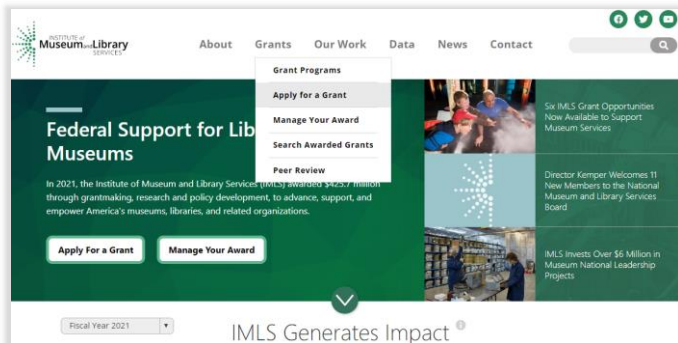 INSTITUTE of
Museum and Library
SERVICES
About Grants Our Work Data News Contact
Grant Programs
Apply for a Grant
Manage Your Award
Search Awarded Grants
Peer Review
Federal Support for Lib
Museums
In 2021, the Institute of Museum and Library Services (IMLS) awarded $425.7 million
through grantmaking, research and policy development, to advance, support, and
empower America's museums, libraries, and related organizations.
Apply For a Grant Manage Your Award
Six IMLS Grant Opportunities
Now Available to Support
Museum Services
Director Kemper Welcomes 11
New Members to the National
Museum and Library Services
Board
IMLS Invests Over $6 Million in
Museum National Leadership
Projects
Fiscal Year 2021
IMLS Generates Impact